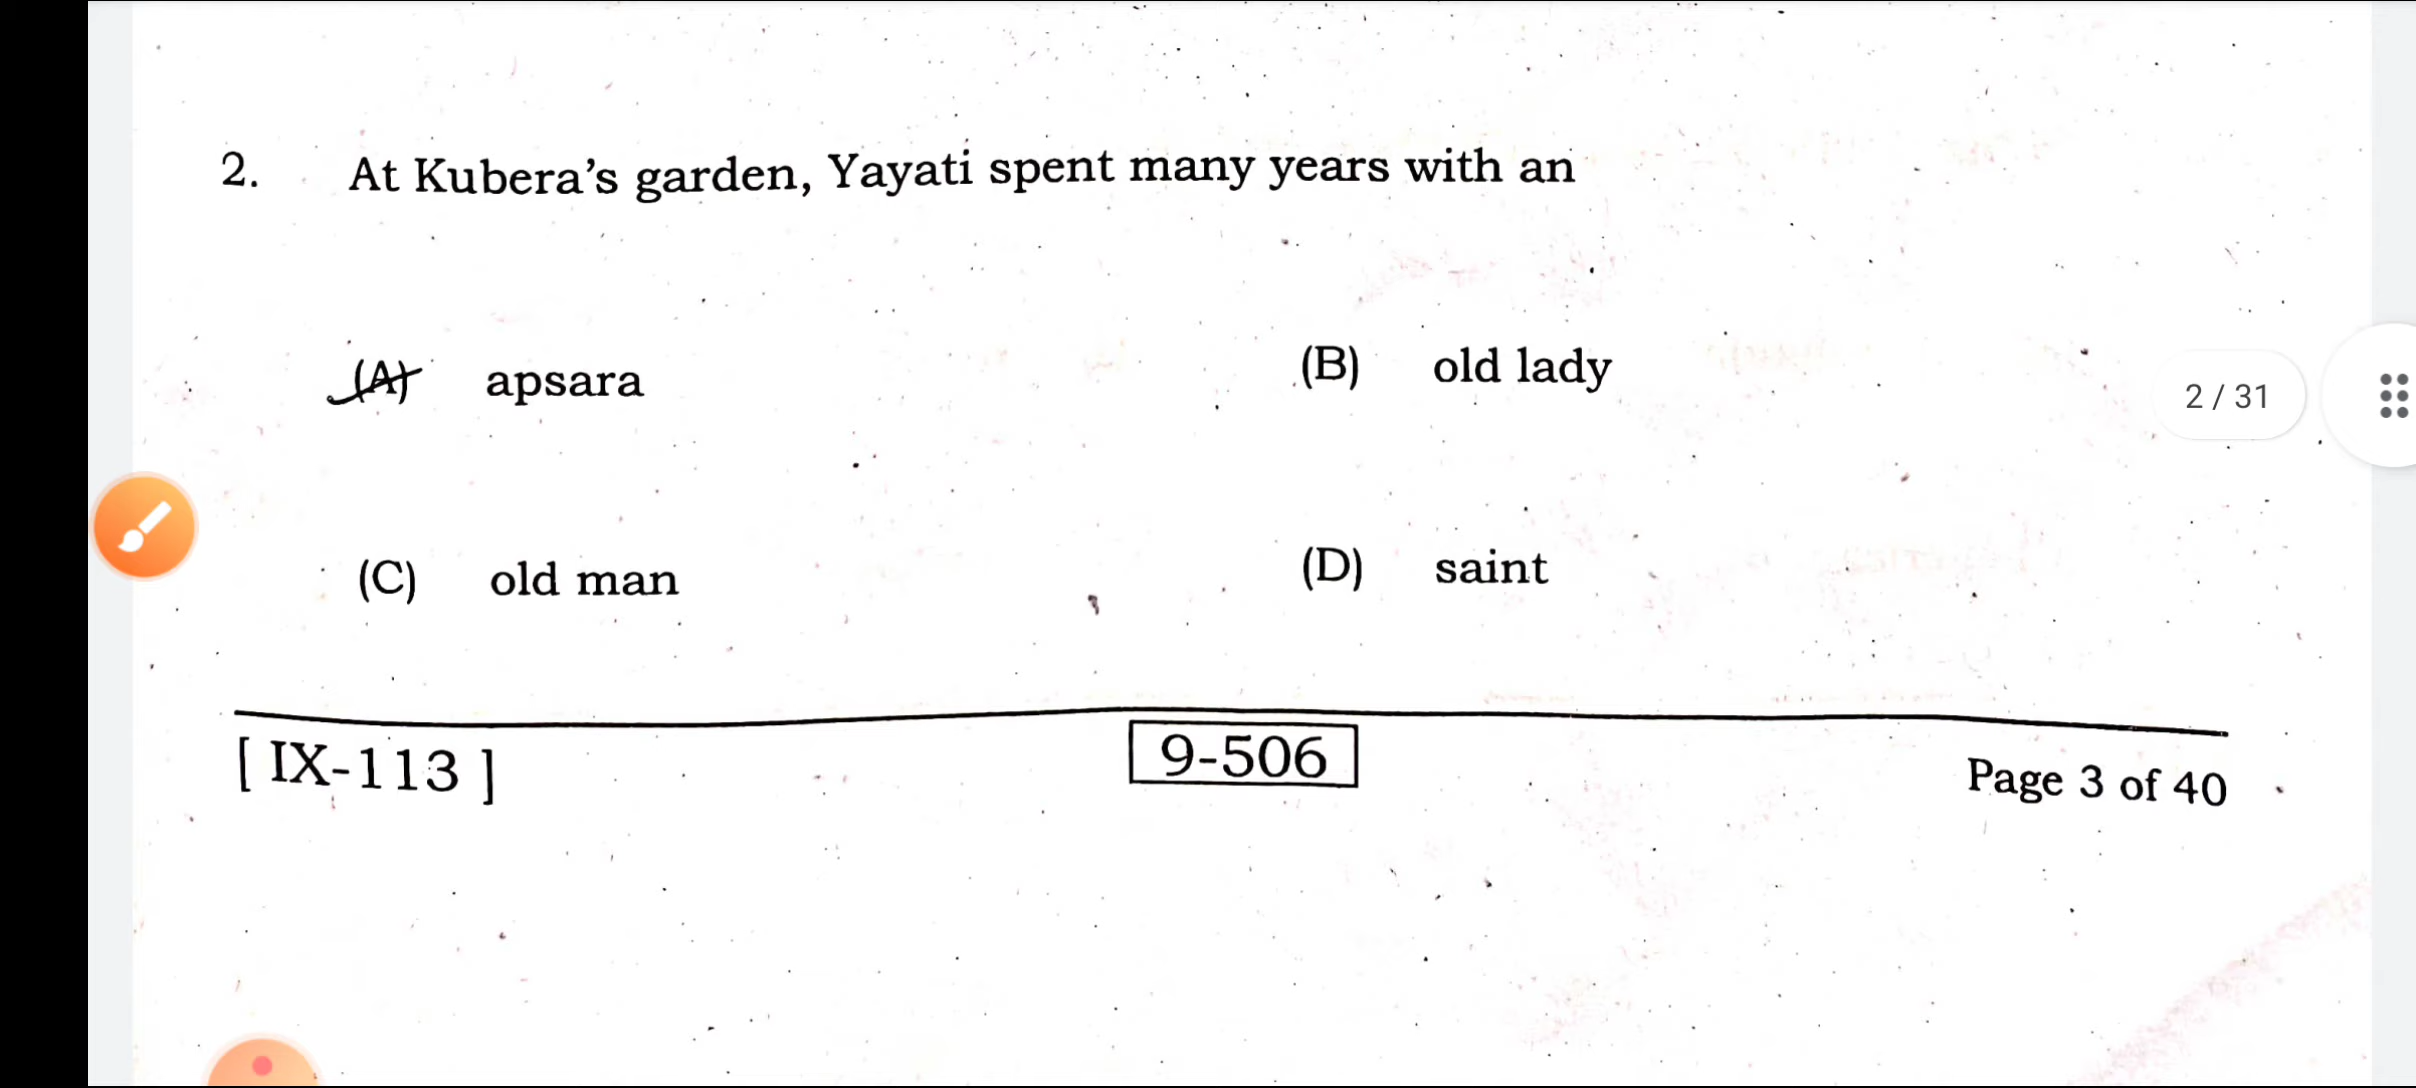 2. At Kubera's garden, Yayati spent many years with an
(A) apsara (B) old lady
2 / 31
(C) old man (D) saint
[ IX-113 ] 9-506 Page 3 of 40